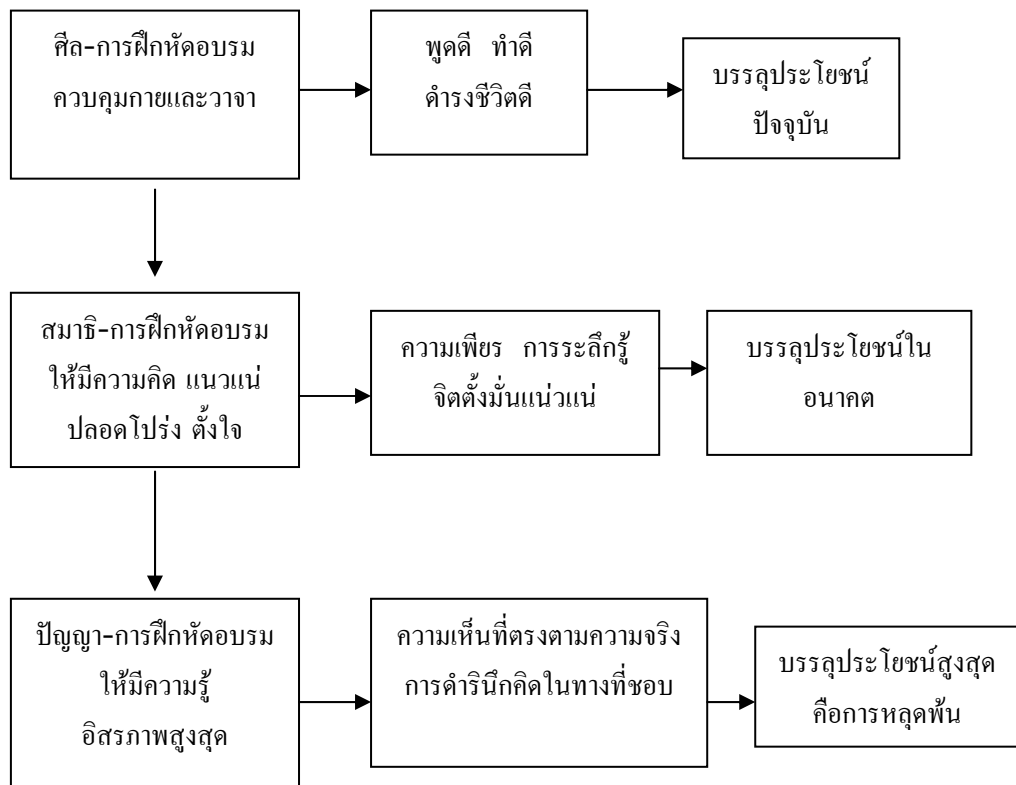 ศีล-การฝึกหัดอบรม
ควบคุมกายและวาจา
พูดดี ทำดี
ดำรงชีวิตดี
บรรลุประโยชน์
ปัจจุบัน
สมาธิ-การฝึกหัดอบรม
ให้มีความคิด แนวแน่
ปลอดโปร่ง ตั้งใจ
ความเพียร การระลึกรู้
จิตตั้งมั่นแน่วแน่
บรรลุประโยชน์ใน
อนาคต
ปัญญา-การฝึกหัดอบรม
ให้มีความรู้
อิสรภาพสูงสุด
ความเห็นที่ตรงตามความจริง
การดำรินึกคิดในทางที่ชอบ
บรรลุประโยชน์สูงสุด
คือการหลุดพ้น